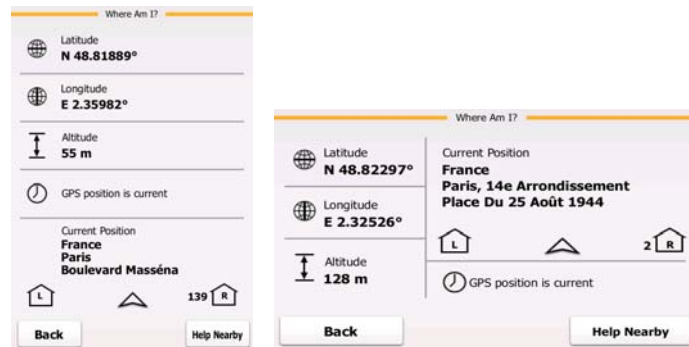 Where Am I?
Latitude
N 48.81889°
Longitude
E 2.35982°
Altitude
55 m
GPS position is current
Current Position
France
Paris
Boulevard Masséna
L
139 R
Back
Help Nearby
Where Am I?
Latitude
N 48.82297°
Longitude
E 2.32526°
Altitude
128 m
Current Position
France
Paris, 14e Arrondissement
Place Du 25 Août 1944
L
2 R
GPS position is current
Back
Help Nearby